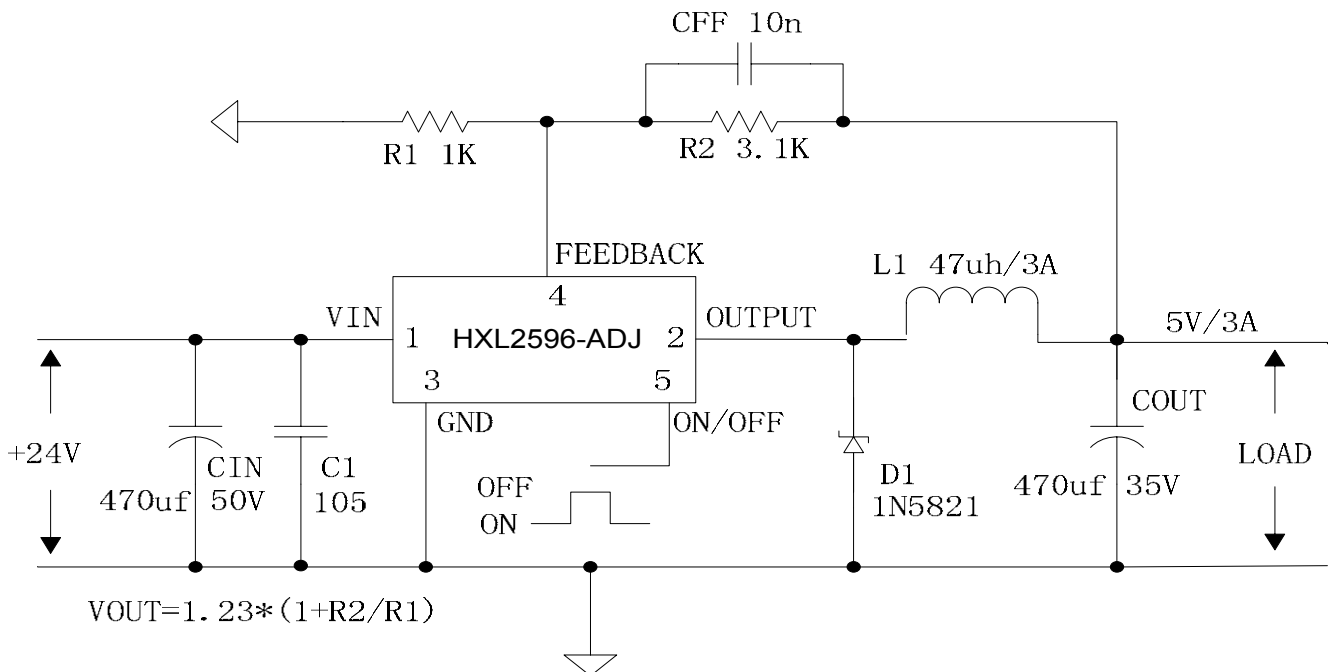 CFF 10n
R1 1K
R2 3.1K
FEEDBACK
L1 47uh/3A
4
VIN
OUTPUT
5V/3A
1
HXL2596-ADJ
2
3
5
GND
ON/OFF
COUT
+24V
CIN
C1
D1
LOAD
470uf 50V
105
OFF
1N5821
470uf 35V
ON
VOUT=1.23*(1+R2/R1)